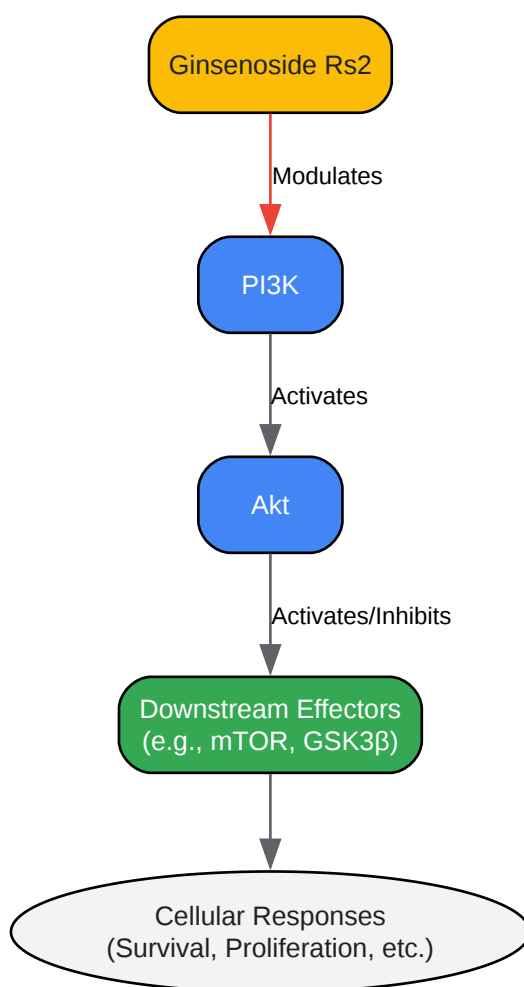 Ginsenoside Rs2
Modulates
PI3K
Activates
Akt
Activates/Inhibits
Downstream Effectors
(e.g., mTOR, GSK3β)
Cellular Responses
(Survival, Proliferation, etc.)